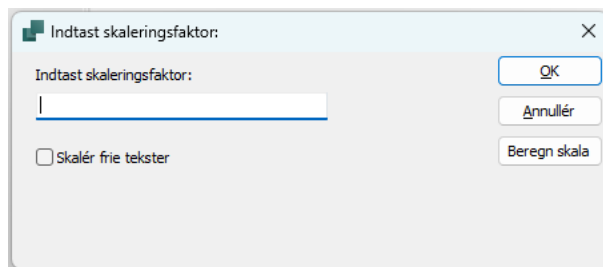 Indtast skaleringsfaktor:
Indtast skaleringsfaktor:
OK
Annullér
Skalér frie tekster
Beregn skala